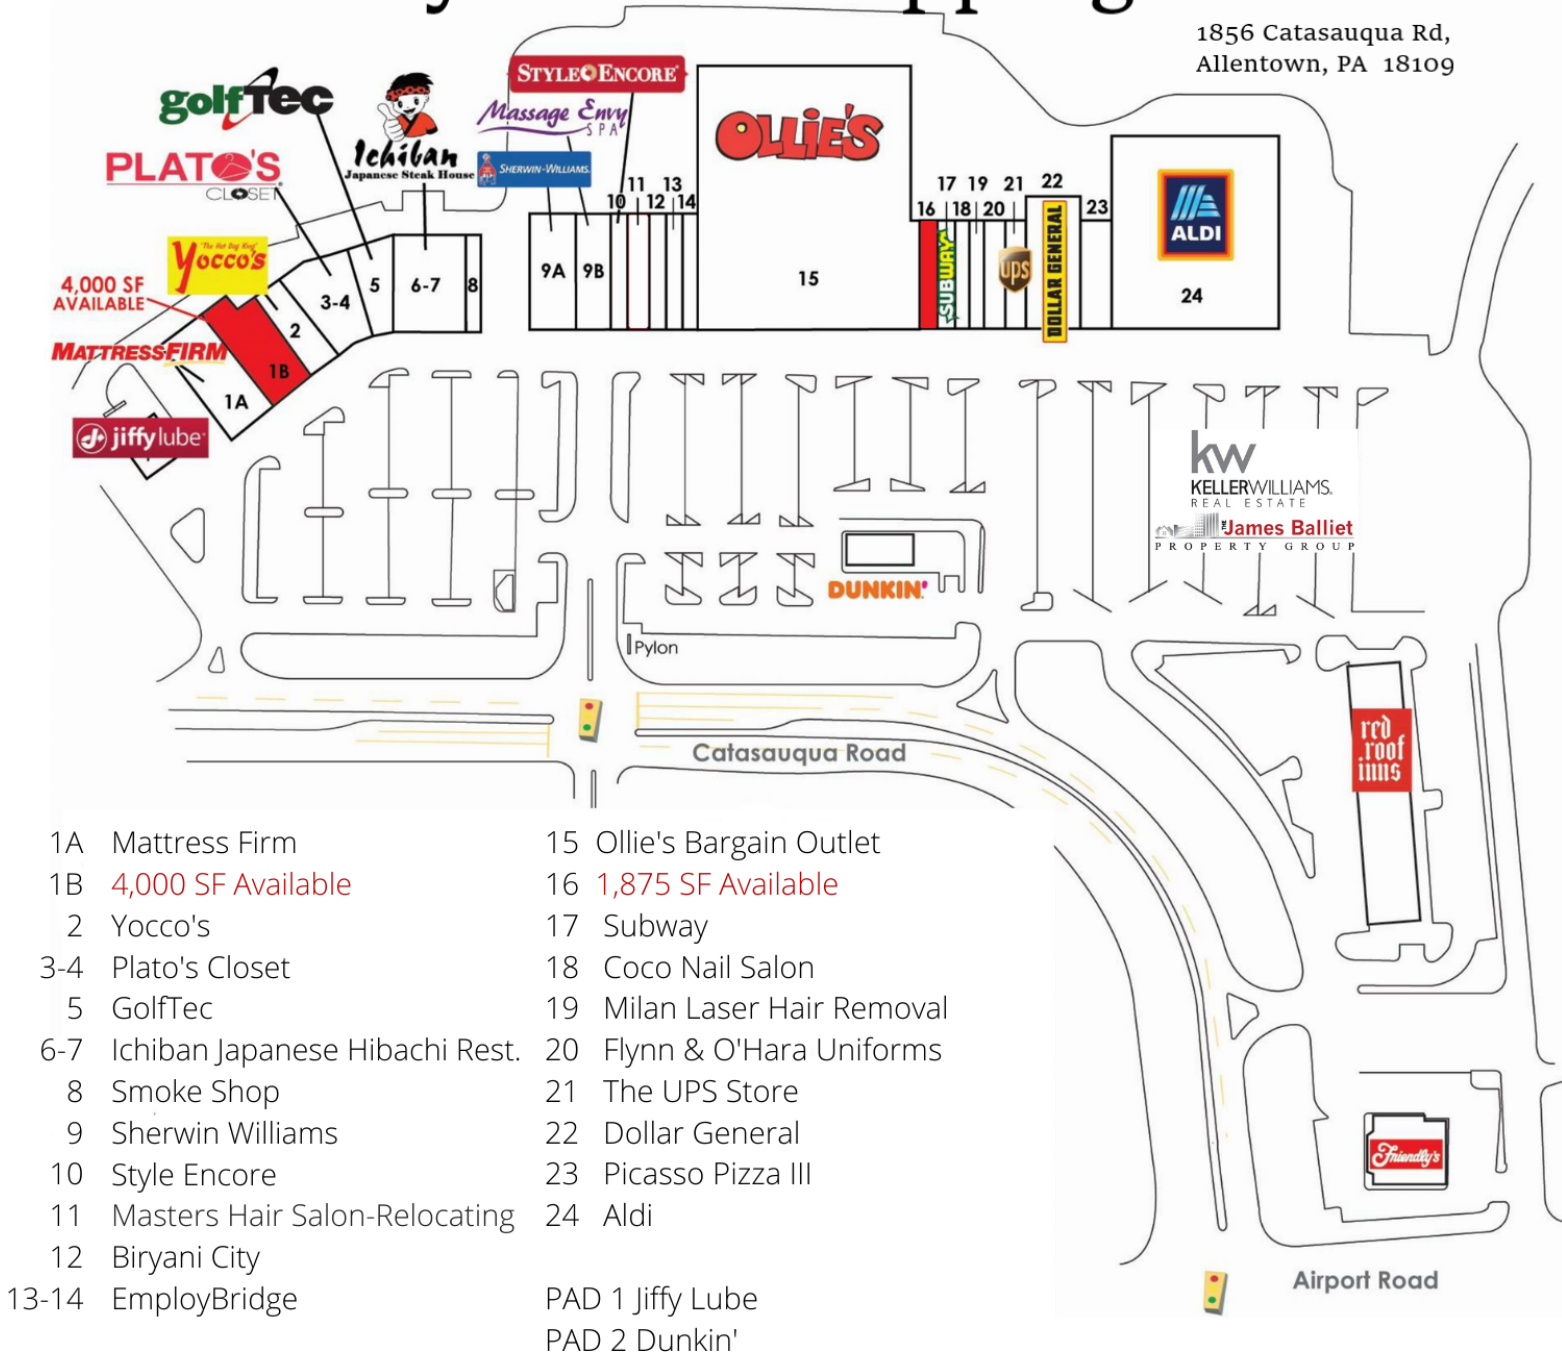 1856 Catasauqua Rd,
Allentown, PA 18109
STYLE ENCORE
golfTEC
Massage Envy
SPA
OLLIE'S
Ichiban
Japanese Steak House
PLATO'S
CLOSET
SHERWIN-WILLIAMS.
10 11 12 13 14
16 17 18 19 20 21 22 23
ALDI
"The Hot Dog King"
Yocco's
SUBWAY
ups
DOLLAR GENERAL
4,000 SF
AVAILABLE
MATTRESSFIRM
1A
1B
2
3-4
5
6-7
8
9A
9B
15
24
jiffylube
kw
KELLERWILLIAMS.
REAL ESTATE
THE James Balliet
PROPERTY GROUP
DUNKIN'
Pylon
red
roof
inns
Catasauqua Road
1A Mattress Firm
1B 4,000 SF Available
2 Yocco's
3-4 Plato's Closet
5 GolfTec
6-7 Ichiban Japanese Hibachi Rest.
8 Smoke Shop
9 Sherwin Williams
10 Style Encore
11 Masters Hair Salon-Relocating
12 Biryani City
13-14 EmployBridge
15 Ollie's Bargain Outlet
16 1,875 SF Available
17 Subway
18 Coco Nail Salon
19 Milan Laser Hair Removal
20 Flynn & O'Hara Uniforms
21 The UPS Store
22 Dollar General
23 Picasso Pizza III
24 Aldi
PAD 1 Jiffy Lube
PAD 2 Dunkin'
Friendly's
Airport Road